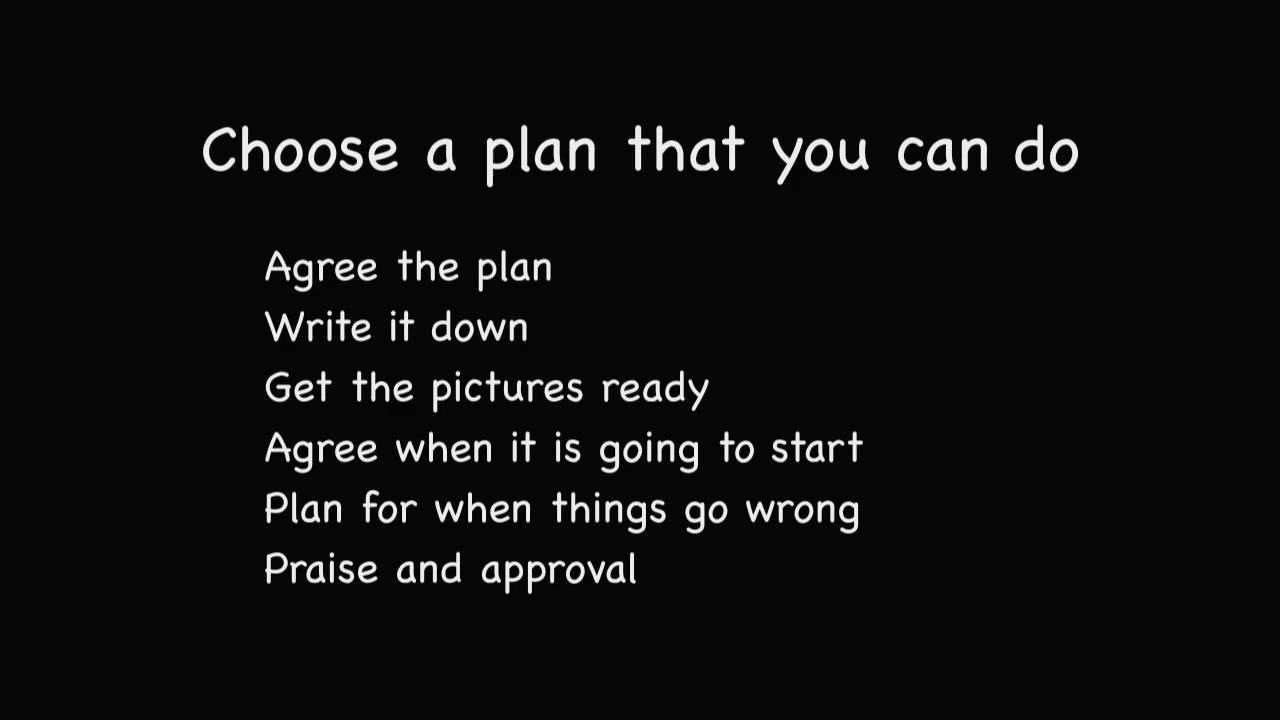 Choose a plan that you can do
Agree the plan
Write it down
Get the pictures ready
Agree when it is going to start
Plan for when things go wrong
Praise and approval